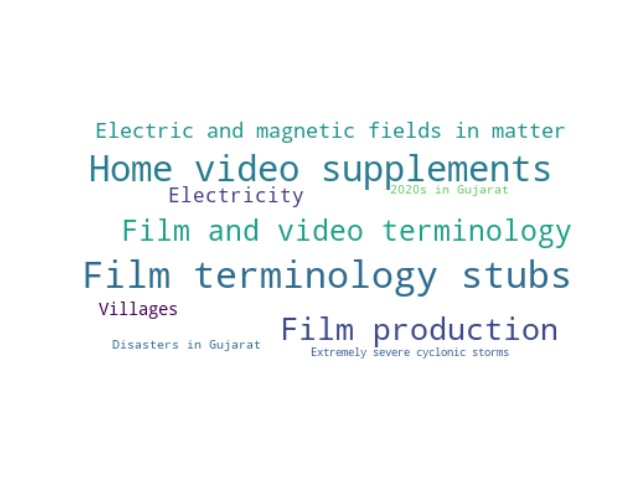 Electric and magnetic fields in matter
Home video supplements
Electricity
2020s in Gujarat
Film and video terminology
Film terminology stubs
Villages
Film production
Disasters in Gujarat
Extremely severe cyclonic storms